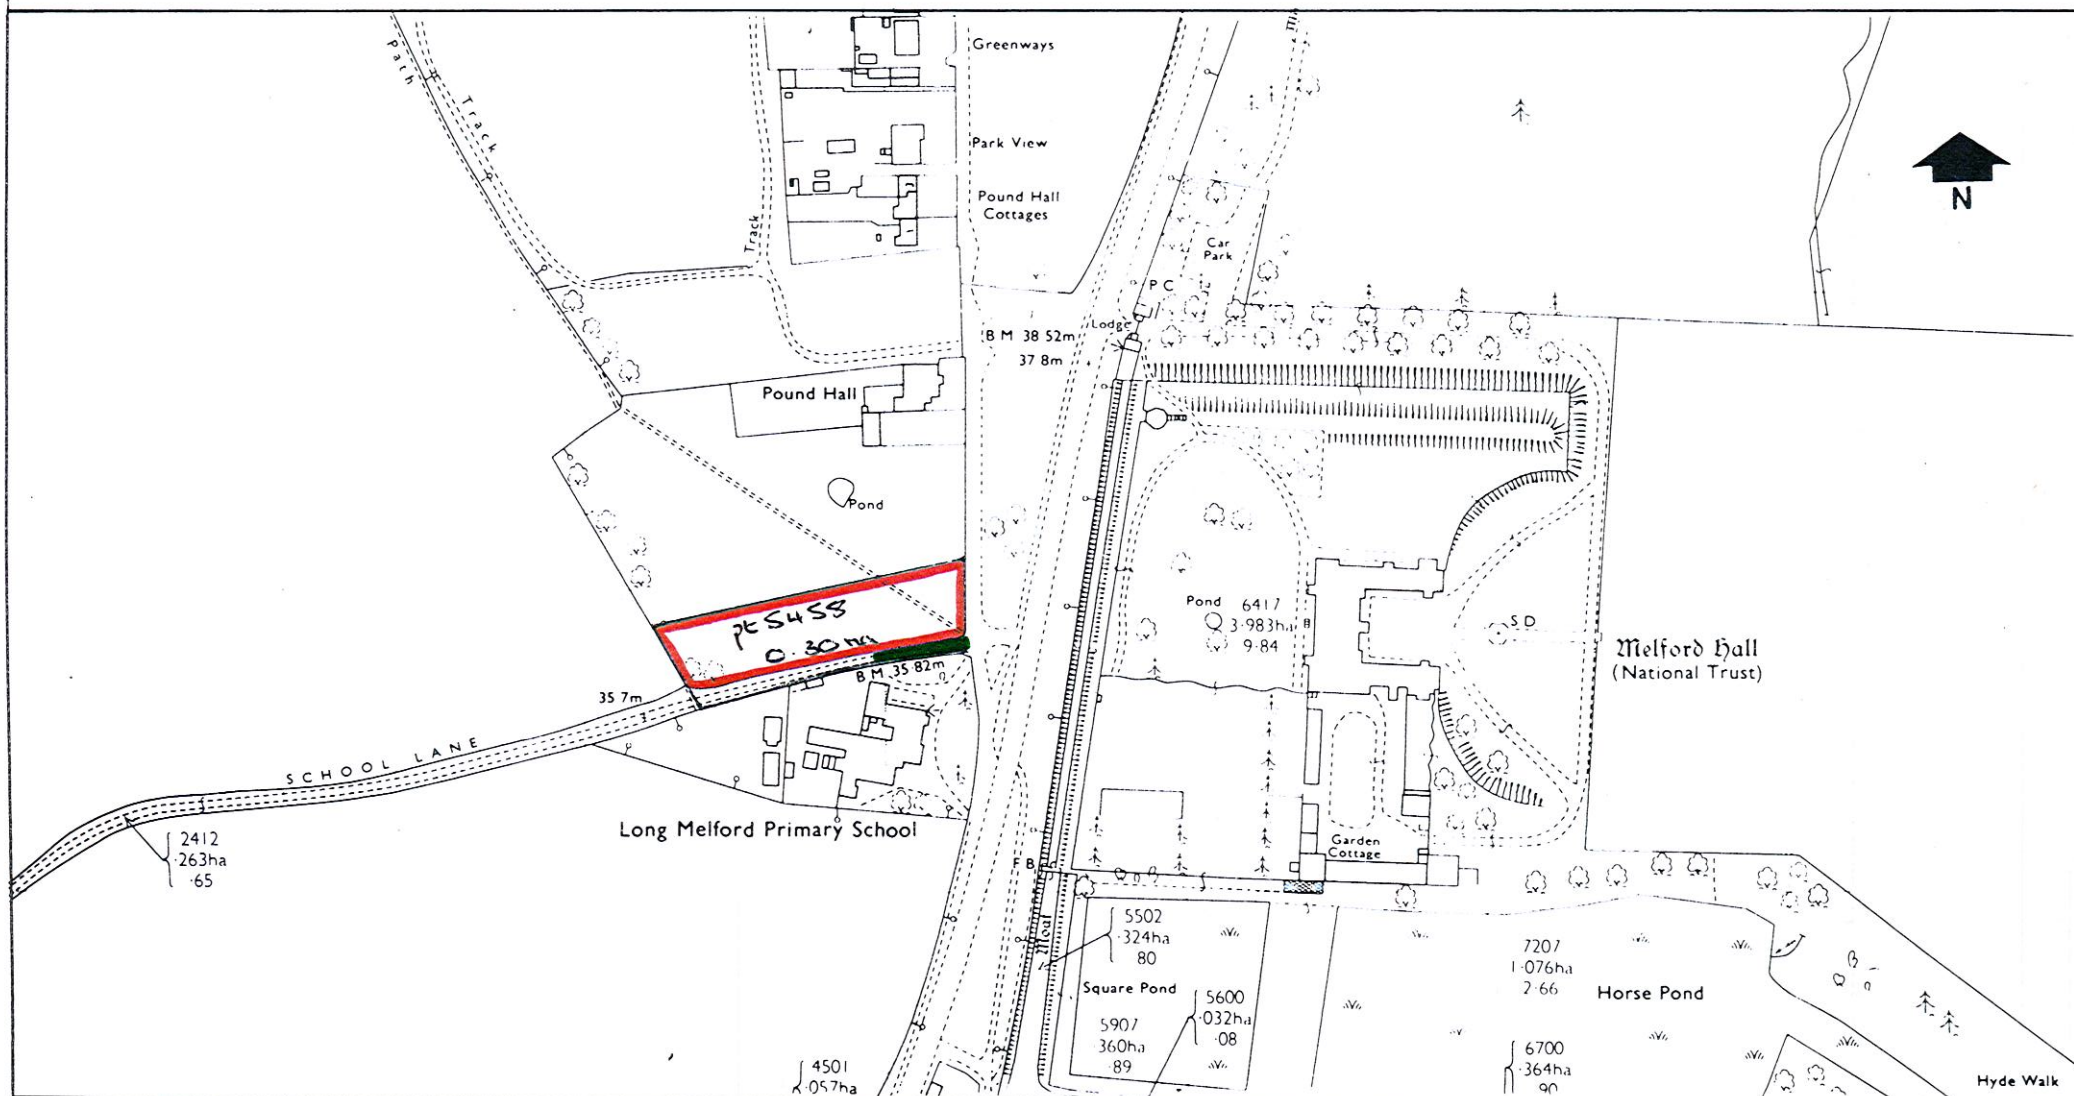 Path
Track
Greenways
Park View
Pound Hall
Cottages
Track
N
Car
Park
P C
Lodge
B M 38 52m
37 8m
Pound Hall
Pond
pt 5458
0.30 ha
B M 35·82m
35 7m
SCHOOL LANE
Pond 6417
3·983ha
9·84
S D
Melford Hall
(National Trust)
2412
·263ha
·65
Long Melford Primary School
F B
Garden
Cottage
Moat
5502
·324ha
80
Square Pond
5907
360ha
·89
5600
·032ha
·08
7207
1·076ha
2·66
Horse Pond
4501
·057ha
6700
·364ha
90
Hyde Walk